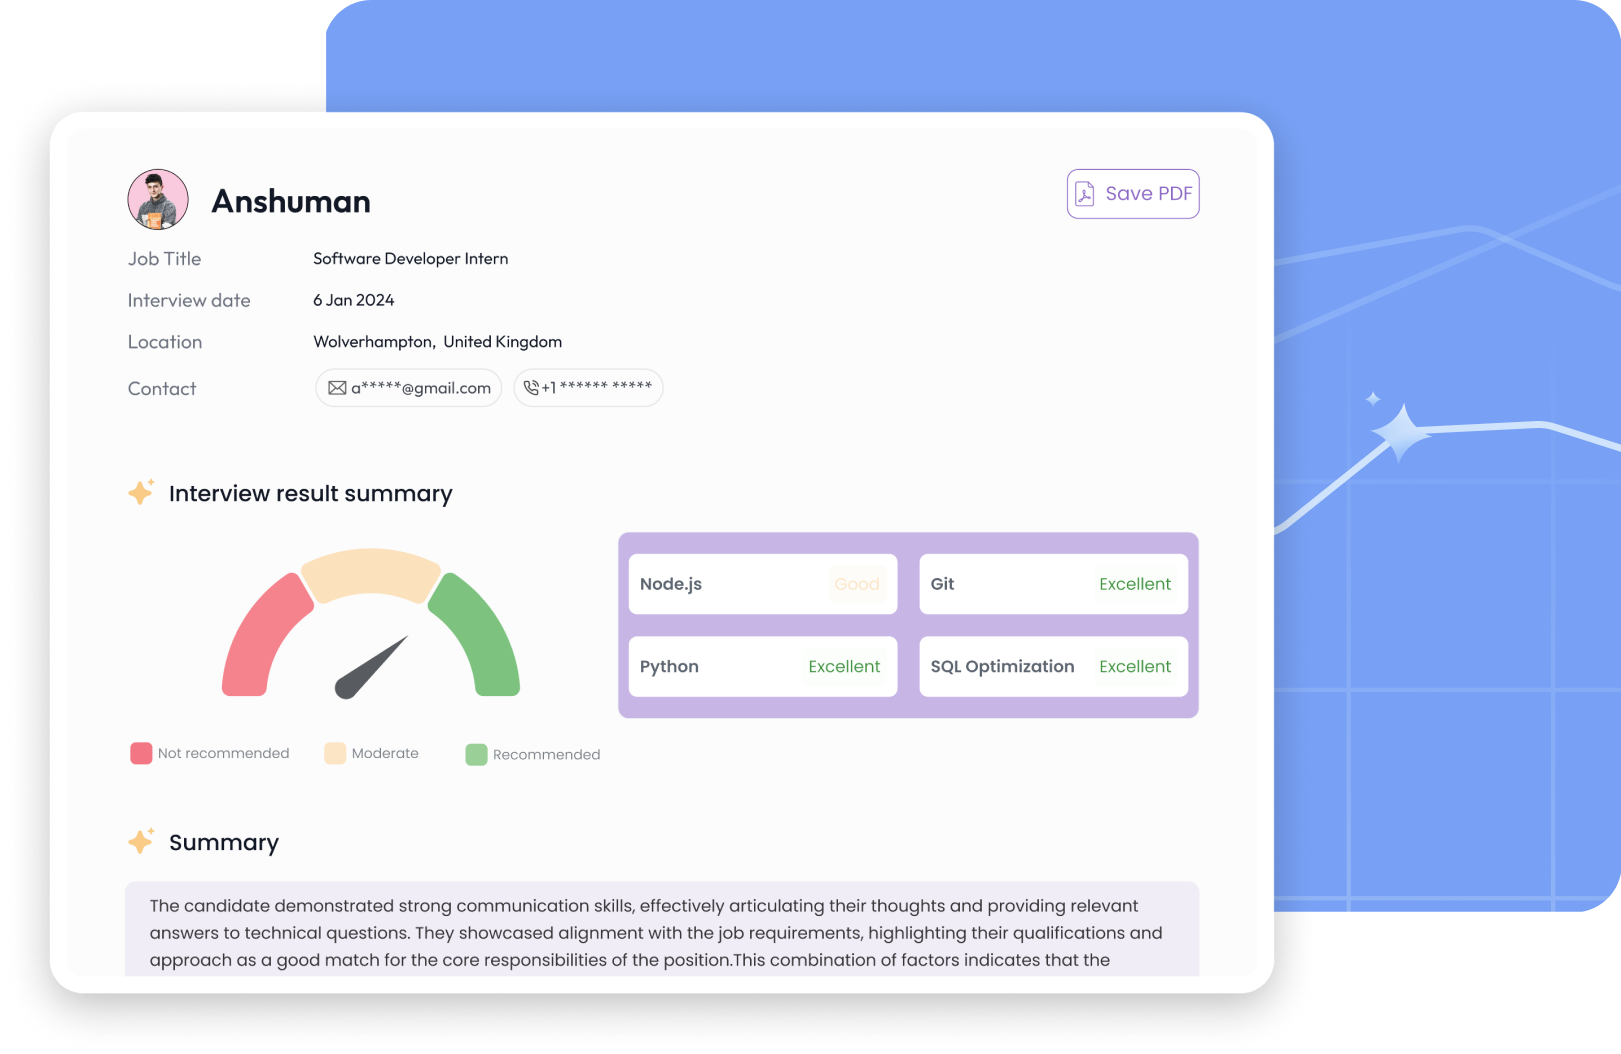 Anshuman
Save PDF
Job Title Software Developer Intern
Interview date 6 Jan 2024
Location Wolverhampton, United Kingdom
Contact a*****@gmail.com +1 ****** *****
Interview result summary
Node.js Good Git Excellent
Python Excellent SQL Optimization Excellent
Not recommended Moderate Recommended
Summary
The candidate demonstrated strong communication skills, effectively articulating their thoughts and providing relevant
answers to technical questions. They showcased alignment with the job requirements, highlighting their qualifications and
approach as a good match for the core responsibilities of the position.This combination of factors indicates that the